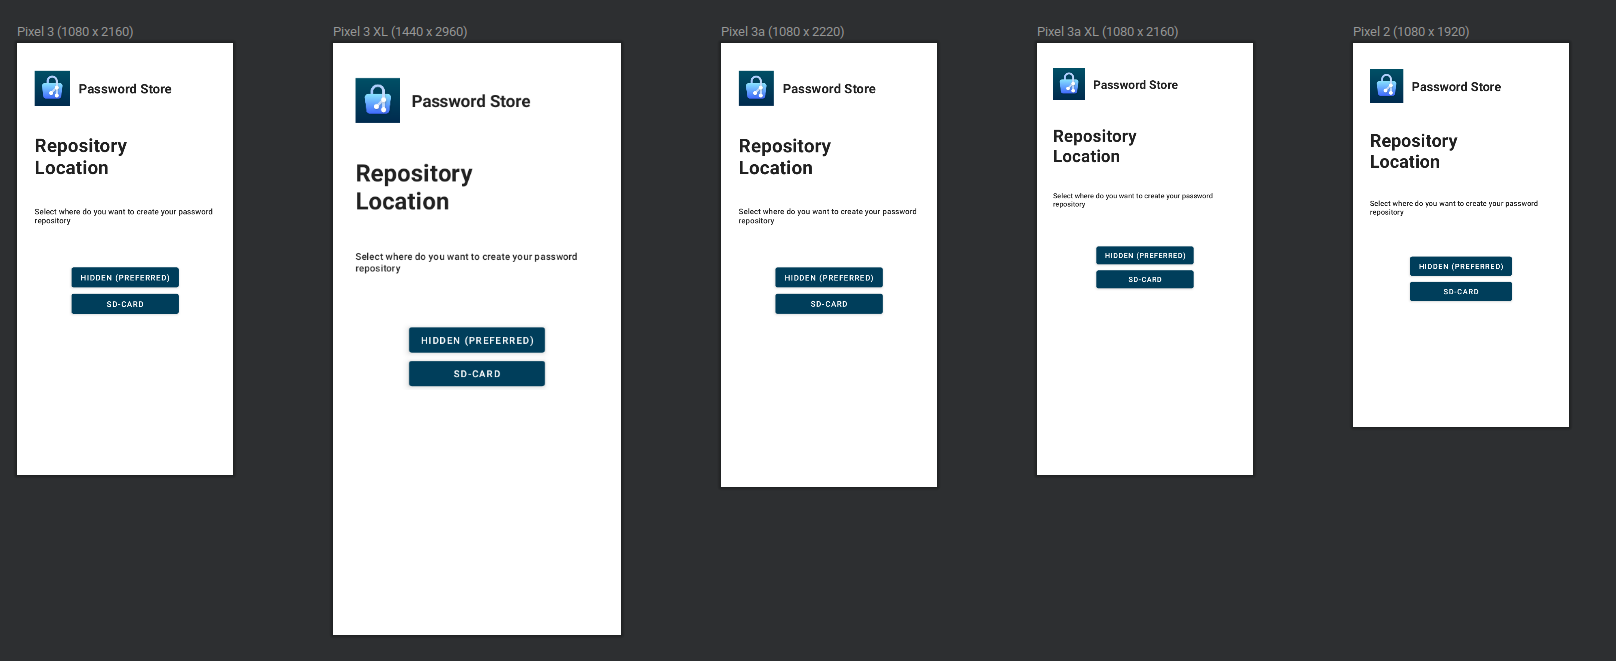 Pixel 3 (1080 x 2160)
Password Store
Repository
Location
Select where do you want to create your password
repository
HIDDEN (PREFERRED)
SD-CARD
Pixel 3 XL (1440 x 2960)
Password Store
Repository
Location
Select where do you want to create your password
repository
HIDDEN (PREFERRED)
SD-CARD
Pixel 3a (1080 x 2220)
Password Store
Repository
Location
Select where do you want to create your password
repository
HIDDEN (PREFERRED)
SD-CARD
Pixel 3a XL (1080 x 2160)
Password Store
Repository
Location
Select where do you want to create your password
repository
HIDDEN (PREFERRED)
SD-CARD
Pixel 2 (1080 x 1920)
Password Store
Repository
Location
Select where do you want to create your password
repository
HIDDEN (PREFERRED)
SD-CARD